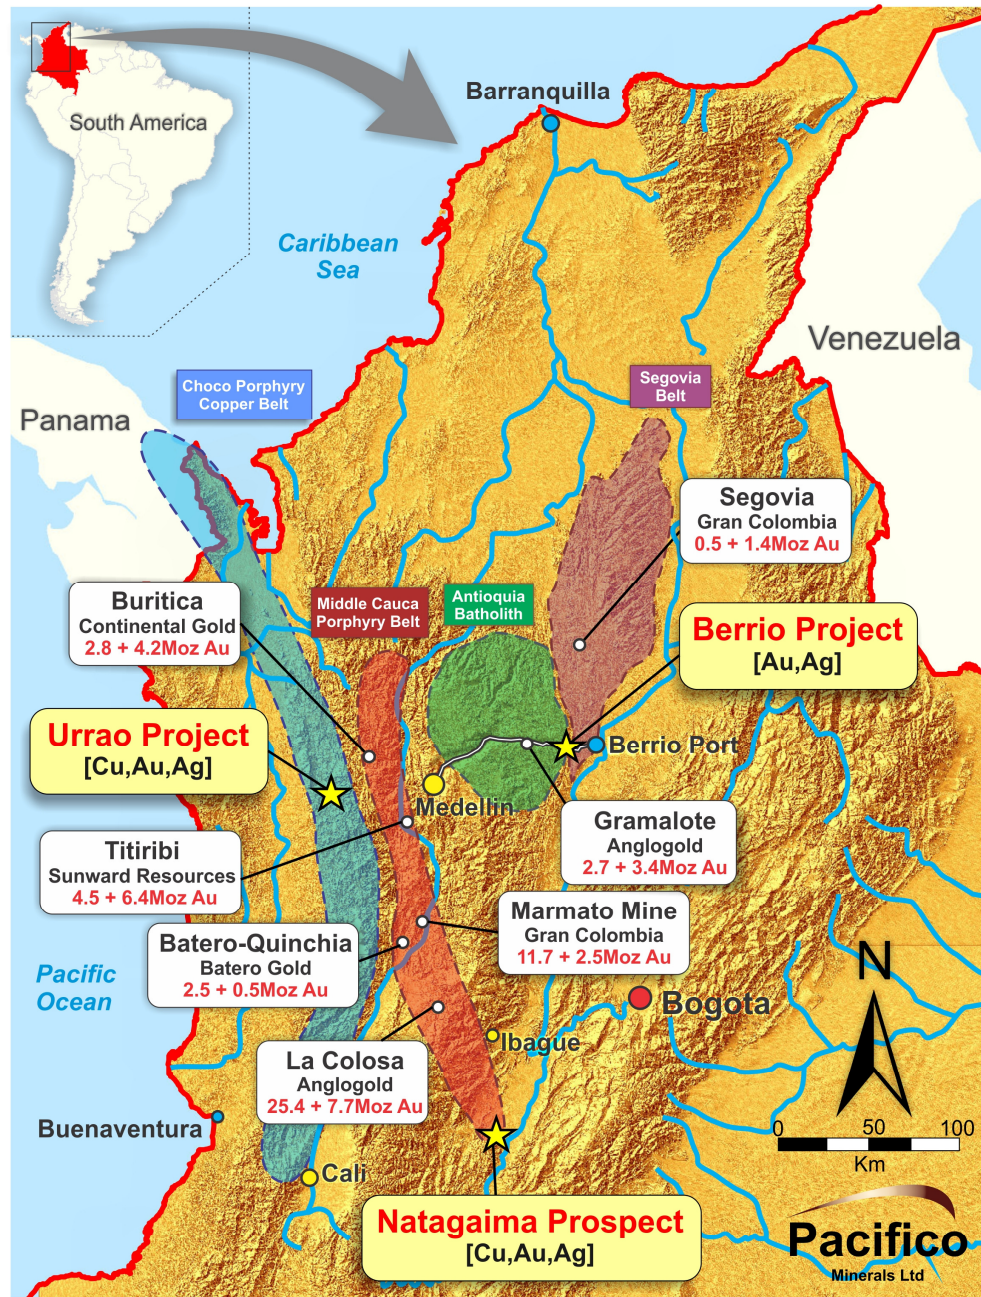 South America
Barranquilla
Caribbean
Sea
Venezuela
Panama
Choco Porphyry
Copper Belt
Segovia
Belt
Segovia
Gran Colombia
0.5 + 1.4Moz Au
Buritica
Continental Gold
2.8 + 4.2Moz Au
Middle Cauca
Porphyry Belt
Antioquia
Batholith
Berrio Project
[Au,Ag]
Urrao Project
[Cu,Au,Ag]
Berrio Port
Medellin
Titiribi
Sunward Resources
4.5 + 6.4Moz Au
Gramalote
Anglogold
2.7 + 3.4Moz Au
Marmato Mine
Gran Colombia
11.7 + 2.5Moz Au
Batero-Quinchia
Batero Gold
2.5 + 0.5Moz Au
Pacific
Ocean
N
Bogota
Ibague
La Colosa
Anglogold
25.4 + 7.7Moz Au
Buenaventura
0 50 100
Km
Cali
Natagaima Prospect
[Cu,Au,Ag]
Pacifico
Minerals Ltd